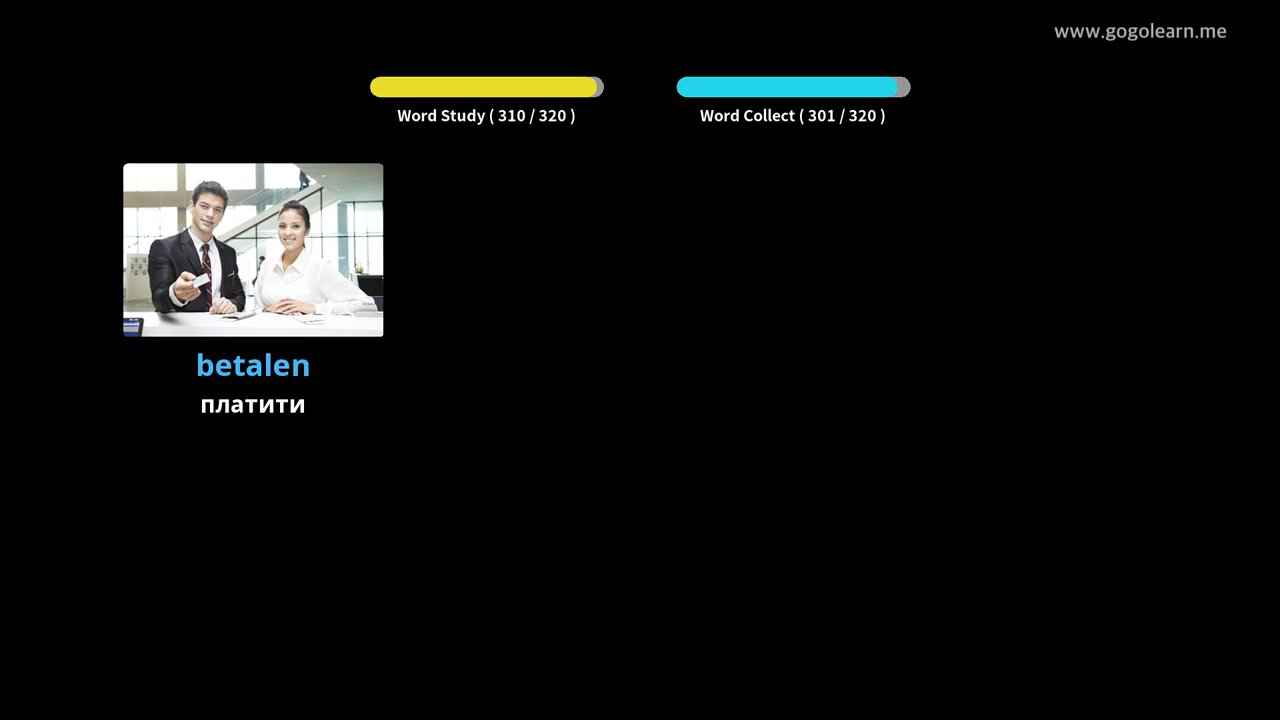 www.gogolearn.me
Word Study ( 310 / 320 )
Word Collect ( 301 / 320 )
betalen
платити